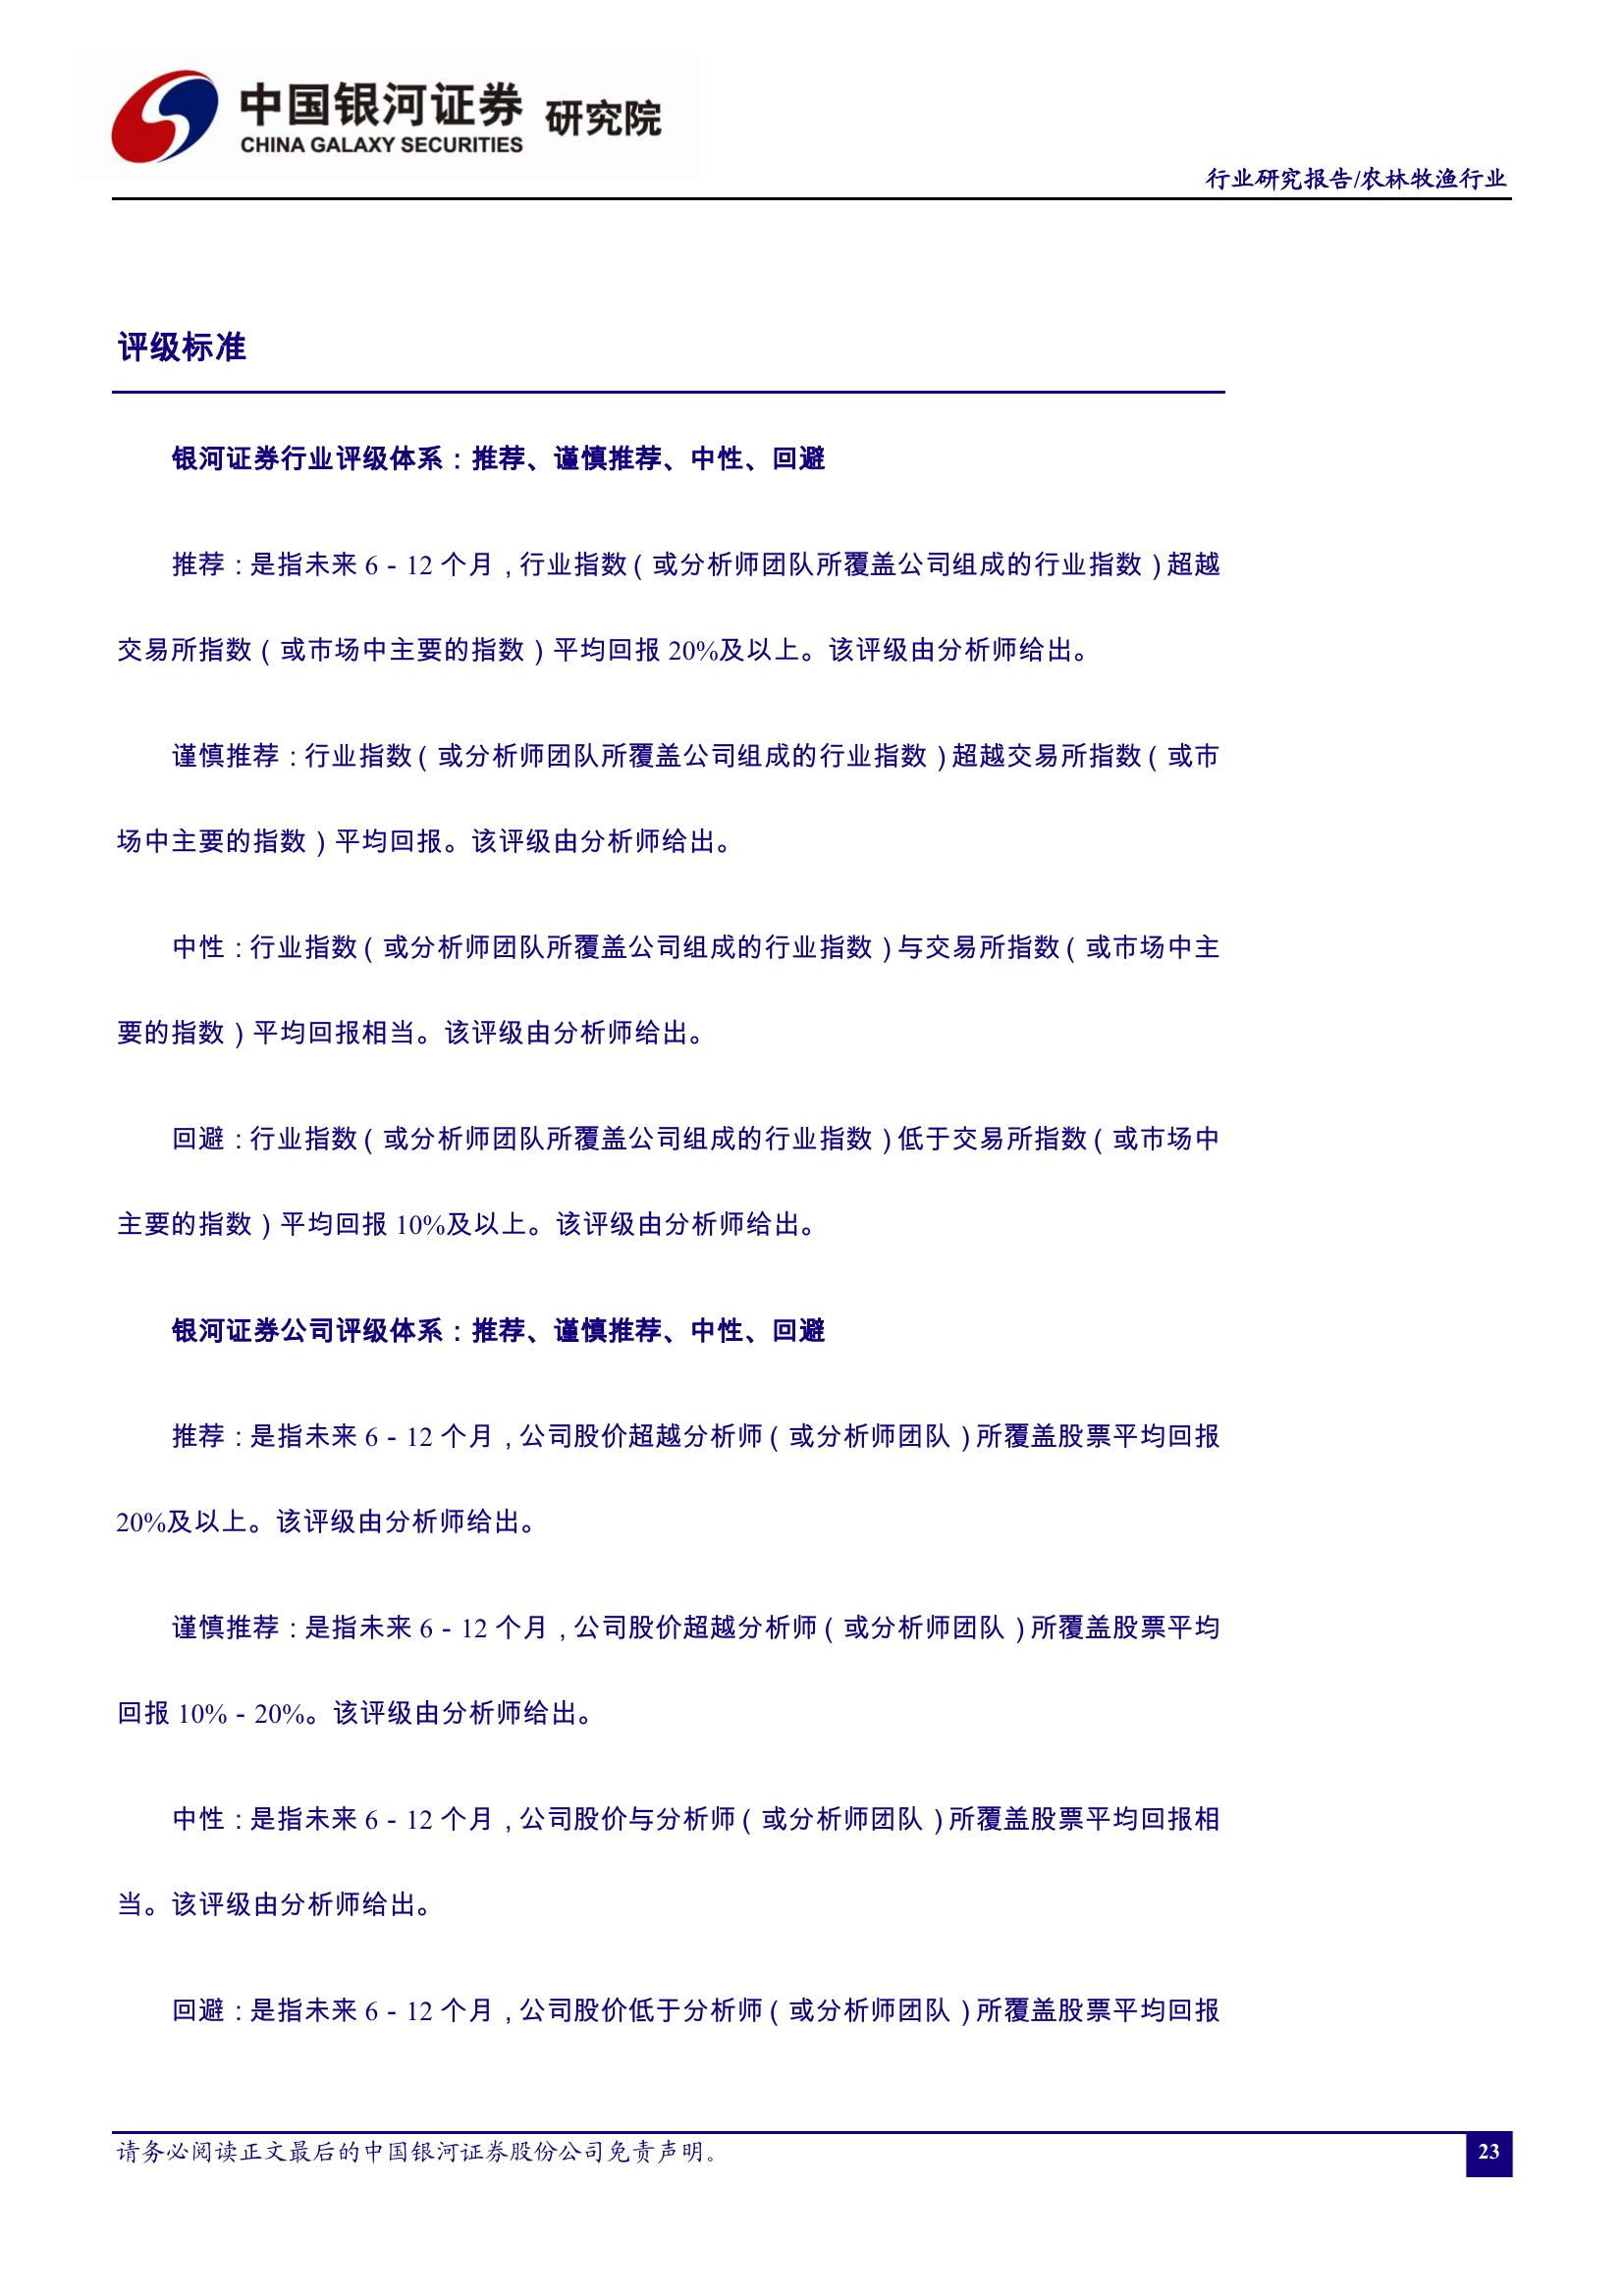 中国银河证券 研究院
CHINA GALAXY SECURITIES
行业研究报告/农林牧渔行业
评级标准
银河证券行业评级体系：推荐、谨慎推荐、中性、回避
推荐：是指未来 6－12 个月，行业指数（或分析师团队所覆盖公司组成的行业指数）超越
交易所指数（或市场中主要的指数）平均回报 20%及以上。该评级由分析师给出。
谨慎推荐：行业指数（或分析师团队所覆盖公司组成的行业指数）超越交易所指数（或市
场中主要的指数）平均回报。该评级由分析师给出。
中性：行业指数（或分析师团队所覆盖公司组成的行业指数）与交易所指数（或市场中主
要的指数）平均回报相当。该评级由分析师给出。
回避：行业指数（或分析师团队所覆盖公司组成的行业指数）低于交易所指数（或市场中
主要的指数）平均回报 10%及以上。该评级由分析师给出。
银河证券公司评级体系：推荐、谨慎推荐、中性、回避
推荐：是指未来 6－12 个月，公司股价超越分析师（或分析师团队）所覆盖股票平均回报
20%及以上。该评级由分析师给出。
谨慎推荐：是指未来 6－12 个月，公司股价超越分析师（或分析师团队）所覆盖股票平均
回报 10%－20%。该评级由分析师给出。
中性：是指未来 6－12 个月，公司股价与分析师（或分析师团队）所覆盖股票平均回报相
当。该评级由分析师给出。
回避：是指未来 6－12 个月，公司股价低于分析师（或分析师团队）所覆盖股票平均回报
请务必阅读正文最后的中国银河证券股份公司免责声明。
23